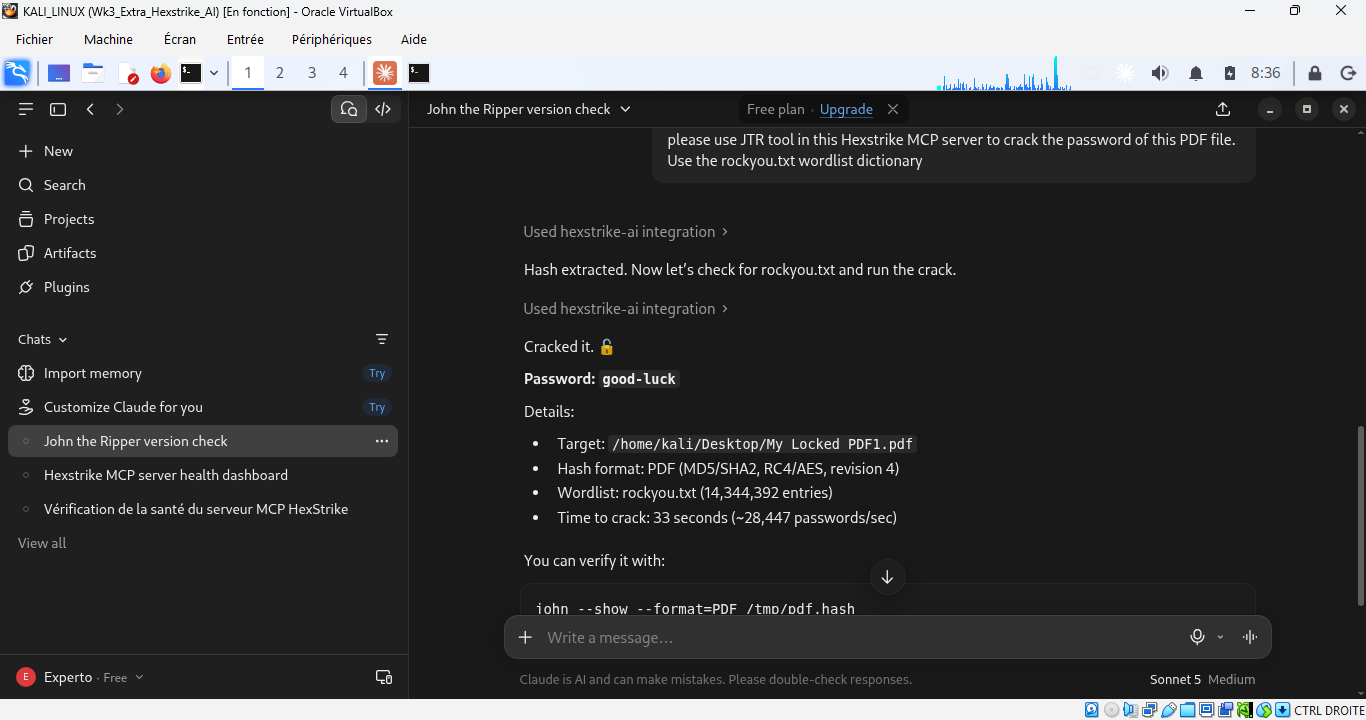 KALI_LINUX (Wk3_Extra_Hexstrike_AI) [En fonction] - Oracle VirtualBox
Fichier Machine Écran Entrée Périphériques Aide
1 2 3 4 8:36
John the Ripper version check Free plan · Upgrade
New
Search
Projects
Artifacts
Plugins
Chats
Import memory Try
Customize Claude for you Try
John the Ripper version check
Hexstrike MCP server health dashboard
Vérification de la santé du serveur MCP HexStrike
View all
E Experto · Free
please use JTR tool in this Hexstrike MCP server to crack the password of this PDF file.
Use the rockyou.txt wordlist dictionary
Used hexstrike-ai integration
Hash extracted. Now let's check for rockyou.txt and run the crack.
Used hexstrike-ai integration
Cracked it. 🔓
Password: good-luck
Details:
• Target: /home/kali/Desktop/My Locked PDF1.pdf
• Hash format: PDF (MD5/SHA2, RC4/AES, revision 4)
• Wordlist: rockyou.txt (14,344,392 entries)
• Time to crack: 33 seconds (~28,447 passwords/sec)
You can verify it with:
john --show --format=PDF /tmp/pdf.hash
Write a message...
Claude is AI and can make mistakes. Please double-check responses.
Sonnet 5 Medium
CTRL DROITE